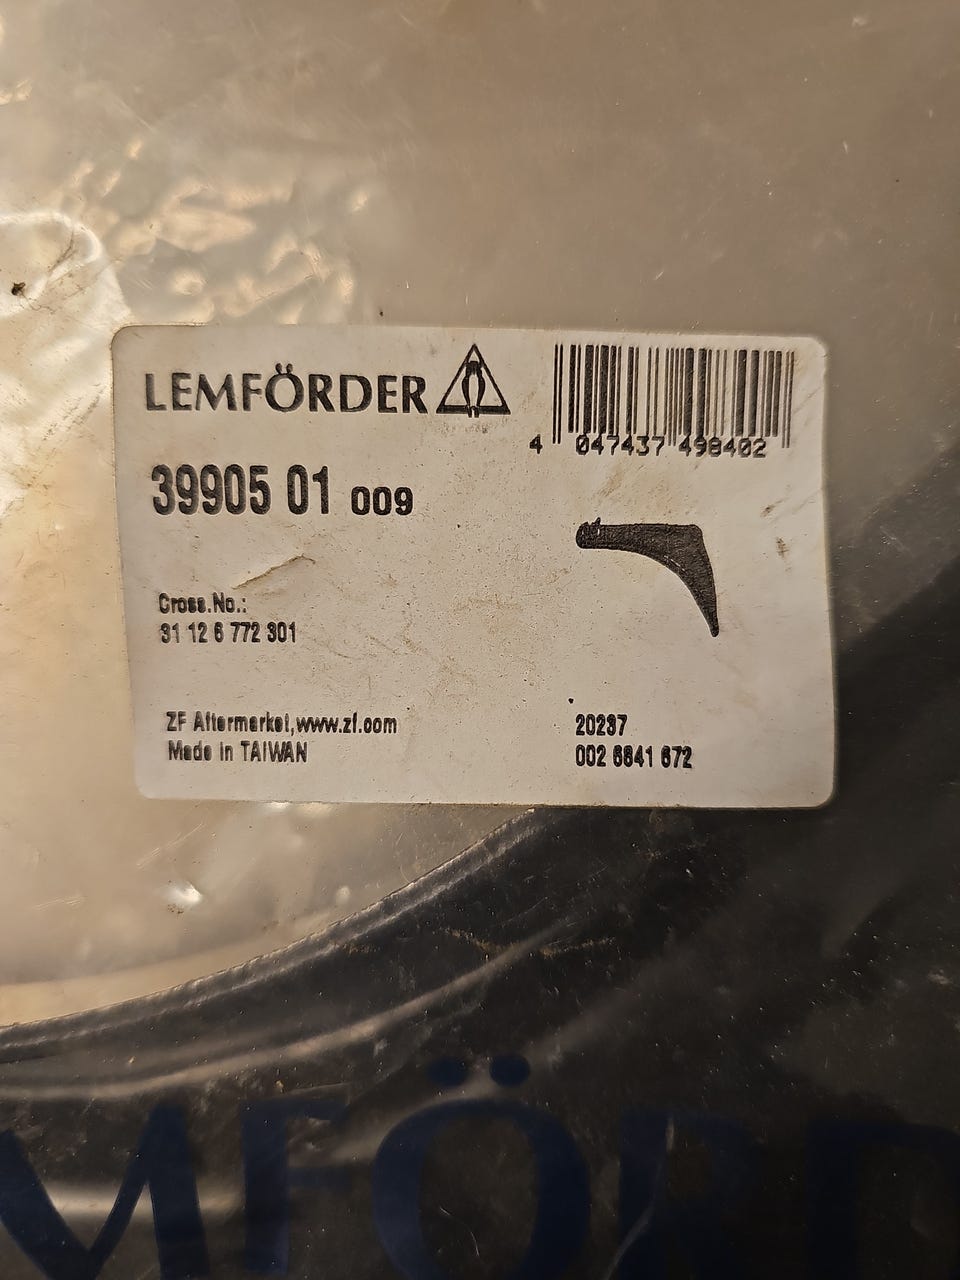 LEMFÖRDER
4 047437 498402
39905 01 009
Cross.No.:
31 12 6 772 301
ZF Aftermarket,www.zf.com
Made in TAIWAN
20237
002 6641 672
MFÖRD